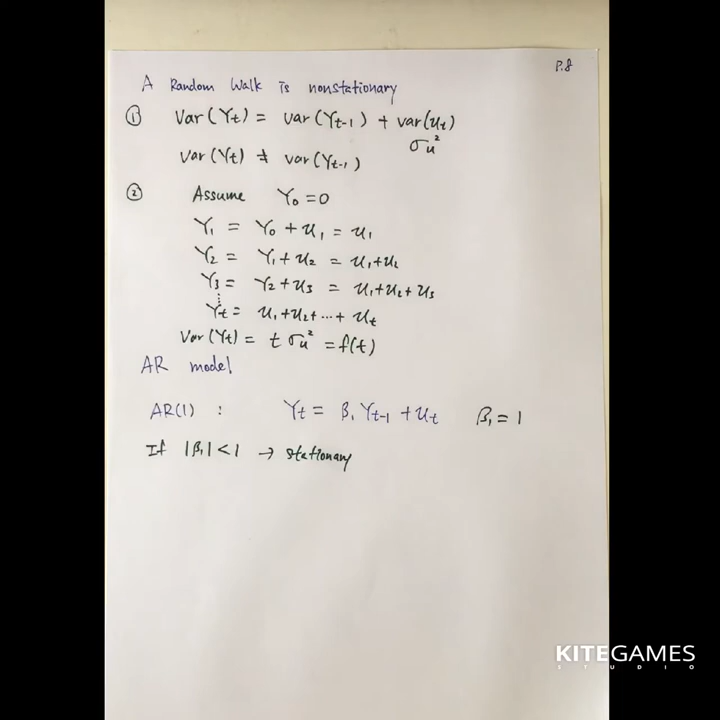 P.8
A Random Walk is nonstationary
① Var(Yt) = var(Yt-1) + var(ut)
σu²
Var(Yt) ≠ var(Yt-1)
② Assume Y0 = 0
Y1 = Y0 + u1 = u1
Y2 = Y1 + u2 = u1 + u2
Y3 = Y2 + u3 = u1 + u2 + u3
⋮
Yt = u1 + u2 + ... + ut
Var(Yt) = t σu² = f(t)
AR model
AR(1) : Yt = β1 Yt-1 + ut β1 = 1
If |β1| < 1 → stationary
KITEGAMES
STUDIO